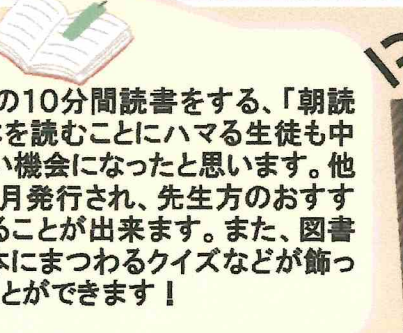 の10分間読書をする、「朝読
を読むことにハマる生徒も中
い機会になったと思います。他
月発行され、先生方のおすす
ることが出来ます。また、図書
本にまつわるクイズなどが飾っ
ことができます！